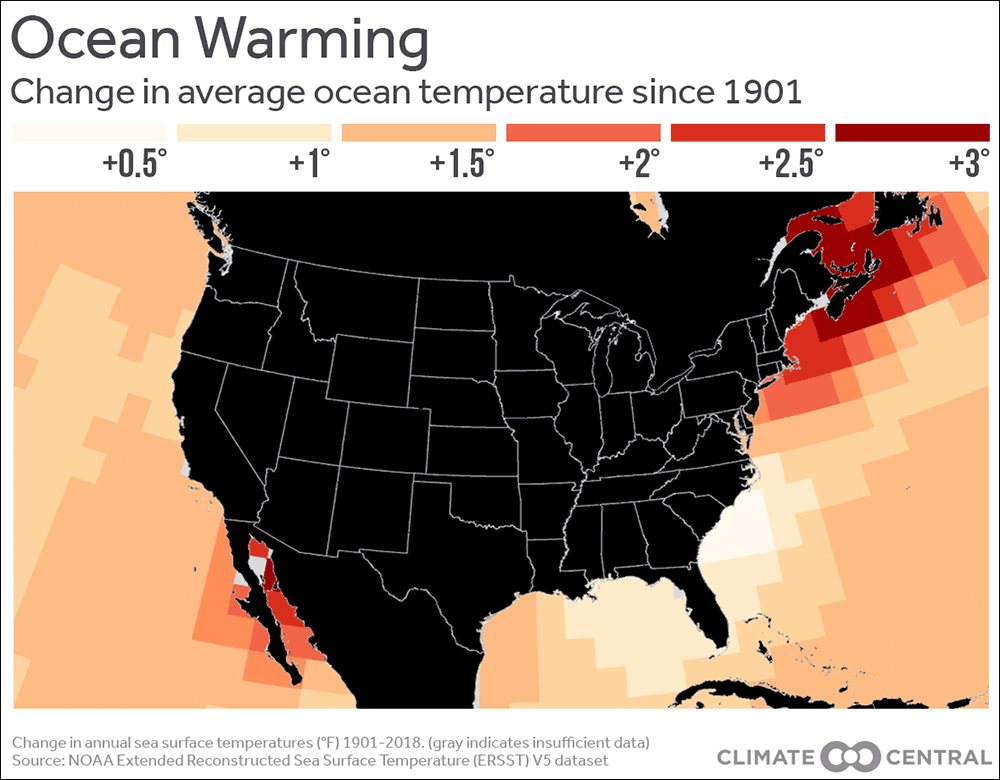 Ocean Warming
Change in average ocean temperature since 1901
+0.5° +1° +1.5° +2° +2.5° +3°
Change in annual sea surface temperatures (°F) 1901-2018. (gray indicates insufficient data)
Source: NOAA Extended Reconstructed Sea Surface Temperature (ERSST) V5 dataset
CLIMATE CENTRAL